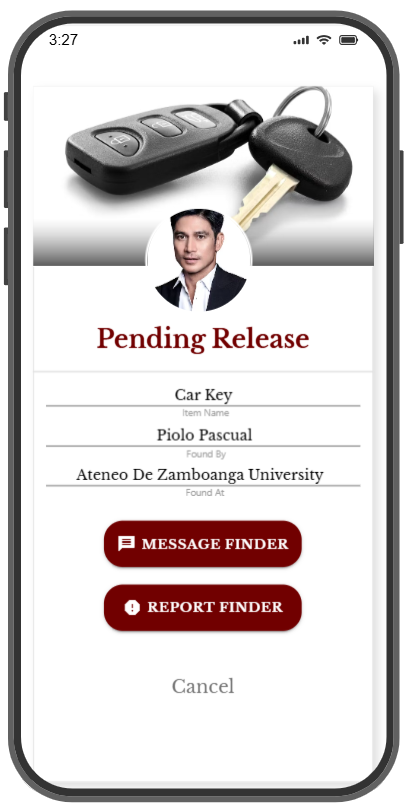 3:27
Pending Release
Car Key
Item Name
Piolo Pascual
Found By
Ateneo De Zamboanga University
Found At
MESSAGE FINDER
REPORT FINDER
Cancel